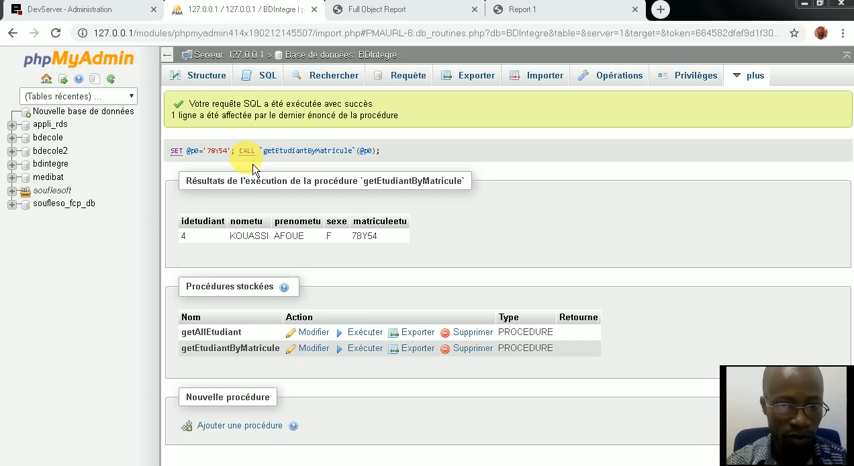 DevServer - Administration
127.0.0.1 / 127.0.0.1 / BDIntegre | p
Full Object Report
Report 1
127.0.0.1/modules/phpmyadmin414x190212145507/import.php#PMAURL-6:db_routines.php?db=BDIntegre&table=&server=1&target=&token=664582dfaf9d1f30...
phpMyAdmin
(Tables récentes) ...
Nouvelle base de données
appli_rds
bdecole
bdecole2
bdintegre
medibat
souflesoft
soufleso_fcp_db
Serveur: 127.0.0.1 » Base de données: BDIntegre
Structure
SQL
Rechercher
Requête
Exporter
Importer
Opérations
Privilèges
plus
Votre requête SQL a été exécutée avec succès
1 ligne a été affectée par le dernier énoncé de la procédure
SET @p0='78Y54'; CALL `getEtudiantByMatricule`(@p0);
Résultats de l'exécution de la procédure `getEtudiantByMatricule`
idetudiant nometu prenometu sexe matriculeetu
4 KOUASSI AFOUE F 78Y54
Procédures stockées
Nom Action Type Retourne
getAllEtudiant Modifier Exécuter Exporter Supprimer PROCEDURE
getEtudiantByMatricule Modifier Exécuter Exporter Supprimer PROCEDURE
Nouvelle procédure
Ajouter une procédure